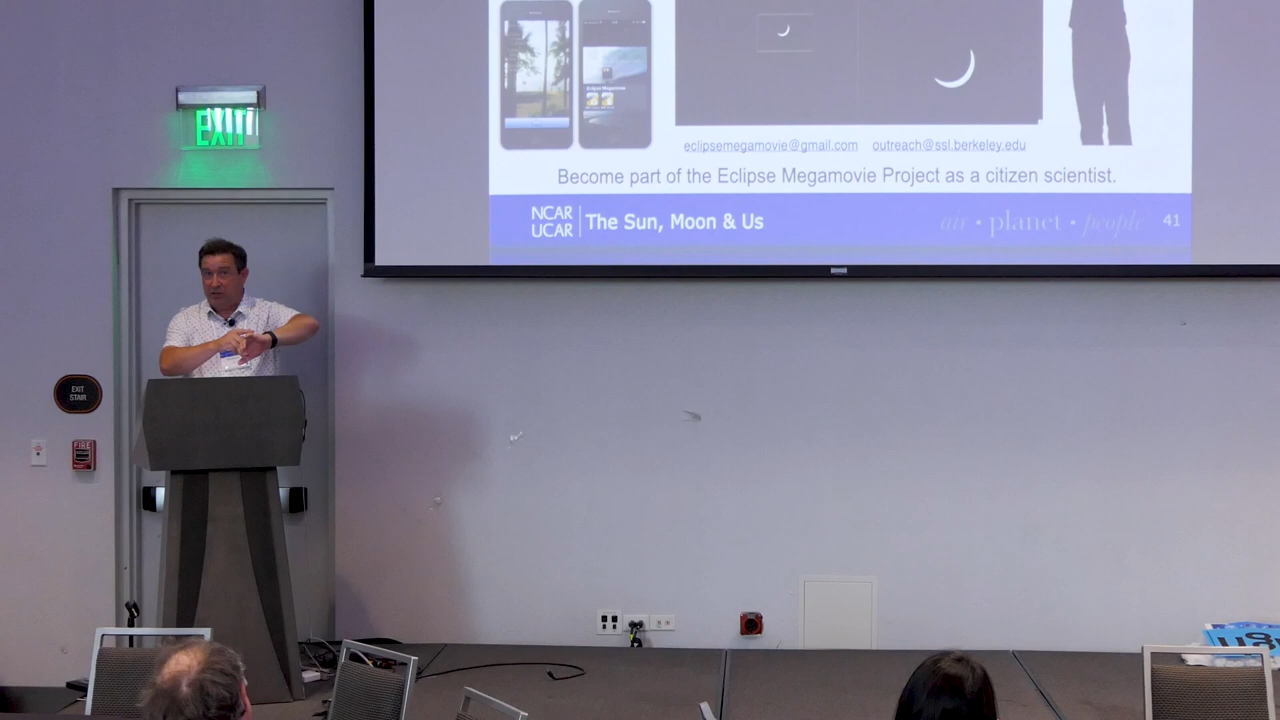 EXIT
eclipsemegamovie@gmail.com outreach@ssl.berkeley.edu
Become part of the Eclipse Megamovie Project as a citizen scientist.
NCAR
UCAR
The Sun, Moon & Us
air • planet • people
41
EXIT
STAIR
FIRE